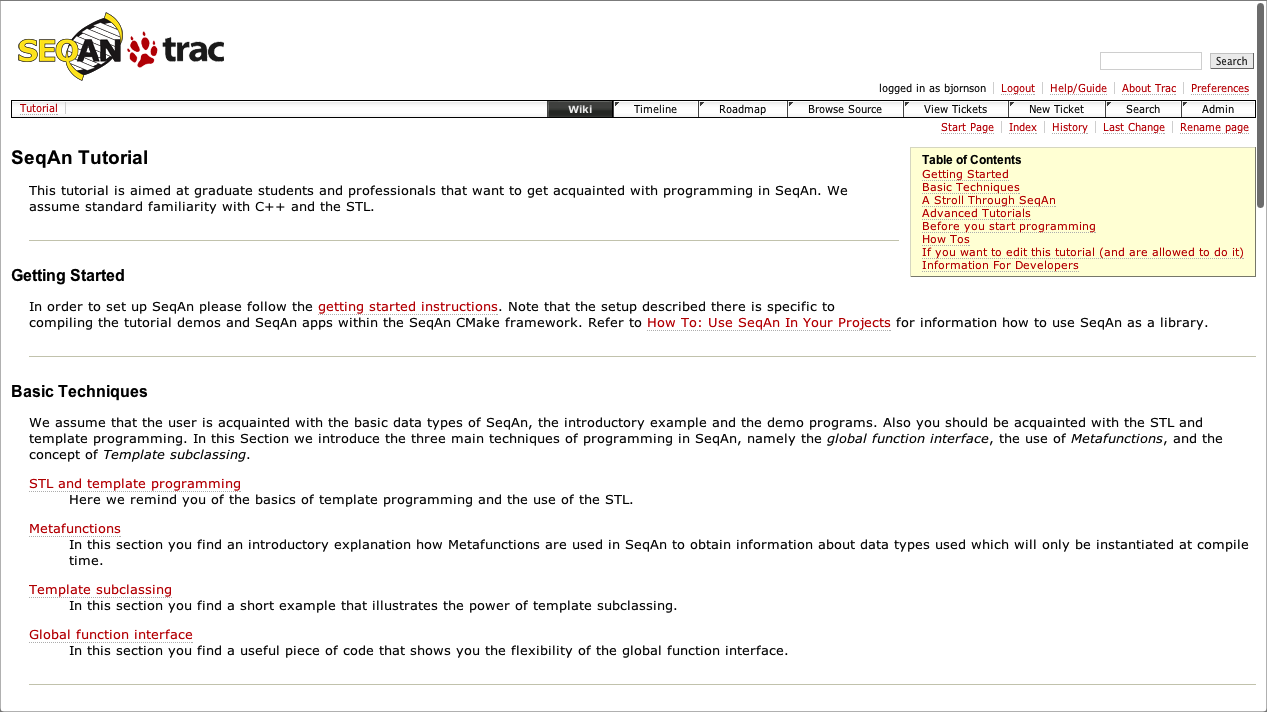 SEQAN trac
Search
logged in as bjornson Logout Help/Guide About Trac Preferences
Tutorial Wiki Timeline Roadmap Browse Source View Tickets New Ticket Search Admin
Start Page Index History Last Change Rename page
SeqAn Tutorial
This tutorial is aimed at graduate students and professionals that want to get acquainted with programming in SeqAn. We
assume standard familiarity with C++ and the STL.
Table of Contents
Getting Started
Basic Techniques
A Stroll Through SeqAn
Advanced Tutorials
Before you start programming
How Tos
If you want to edit this tutorial (and are allowed to do it)
Information For Developers
Getting Started
In order to set up SeqAn please follow the getting started instructions. Note that the setup described there is specific to
compiling the tutorial demos and SeqAn apps within the SeqAn CMake framework. Refer to How To: Use SeqAn In Your Projects for information how to use SeqAn as a library.
Basic Techniques
We assume that the user is acquainted with the basic data types of SeqAn, the introductory example and the demo programs. Also you should be acquainted with the STL and
template programming. In this Section we introduce the three main techniques of programming in SeqAn, namely the global function interface, the use of Metafunctions, and the
concept of Template subclassing.
STL and template programming
Here we remind you of the basics of template programming and the use of the STL.
Metafunctions
In this section you find an introductory explanation how Metafunctions are used in SeqAn to obtain information about data types used which will only be instantiated at compile
time.
Template subclassing
In this section you find a short example that illustrates the power of template subclassing.
Global function interface
In this section you find a useful piece of code that shows you the flexibility of the global function interface.